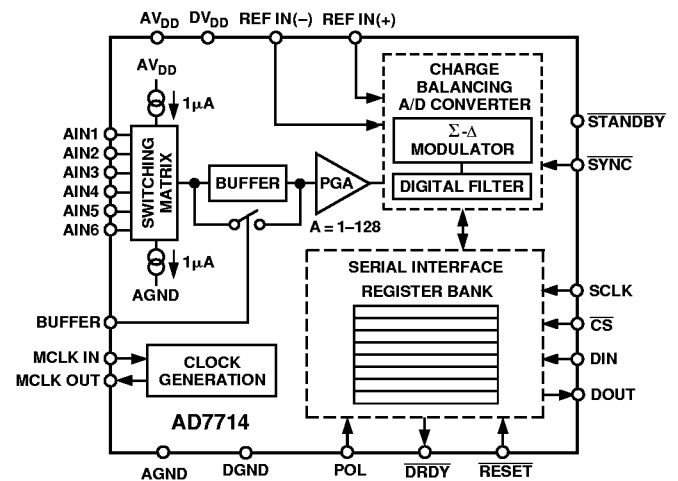 AVDD DVDD REF IN(–) REF IN(+)
AVDD
1µA
AIN1
AIN2
AIN3
AIN4
AIN5
AIN6
SWITCHING
MATRIX
1µA
AGND
BUFFER
PGA
A = 1–128
CHARGE
BALANCING
A/D CONVERTER
Σ-Δ
MODULATOR
DIGITAL FILTER
STANDBY
SYNC
SERIAL INTERFACE
REGISTER BANK
SCLK
CS
DIN
DOUT
BUFFER
MCLK IN
MCLK OUT
CLOCK
GENERATION
AD7714
AGND DGND POL DRDY RESET